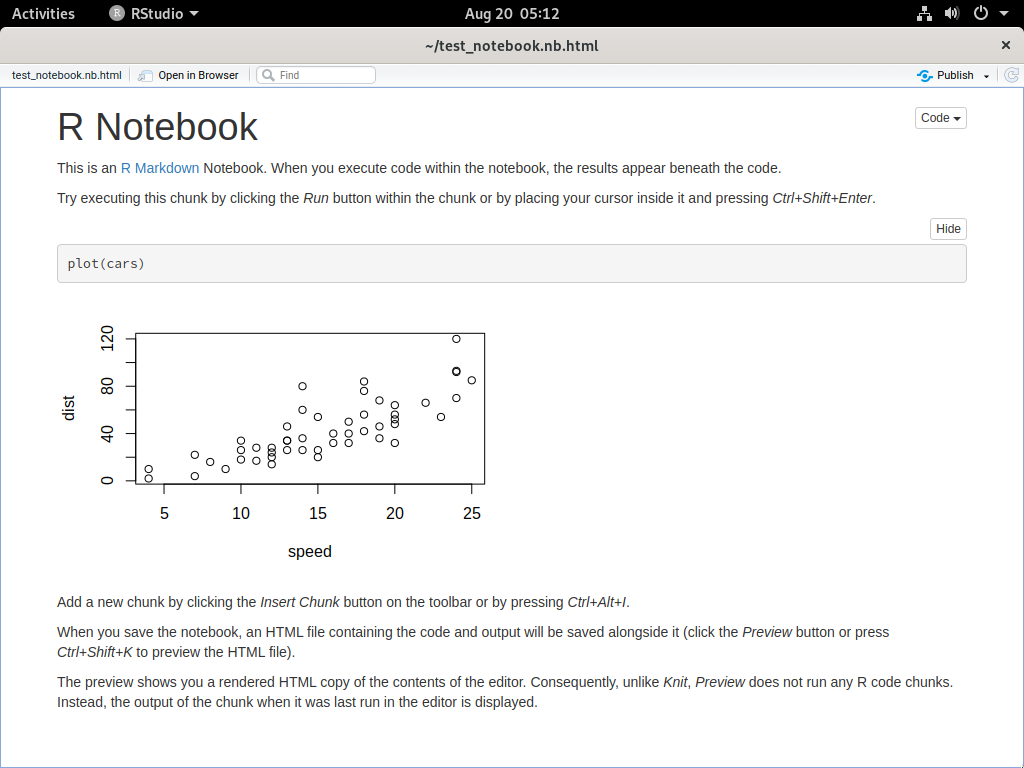 Activities RStudio Aug 20 05:12
~/test_notebook.nb.html ×
test_notebook.nb.html Open in Browser Find Publish
R Notebook Code
This is an R Markdown Notebook. When you execute code within the notebook, the results appear beneath the code.
Try executing this chunk by clicking the Run button within the chunk or by placing your cursor inside it and pressing Ctrl+Shift+Enter.
Hide
plot(cars)
120
80
dist
40
0
5 10 15 20 25
speed
Add a new chunk by clicking the Insert Chunk button on the toolbar or by pressing Ctrl+Alt+I.
When you save the notebook, an HTML file containing the code and output will be saved alongside it (click the Preview button or press
Ctrl+Shift+K to preview the HTML file).
The preview shows you a rendered HTML copy of the contents of the editor. Consequently, unlike Knit, Preview does not run any R code chunks.
Instead, the output of the chunk when it was last run in the editor is displayed.